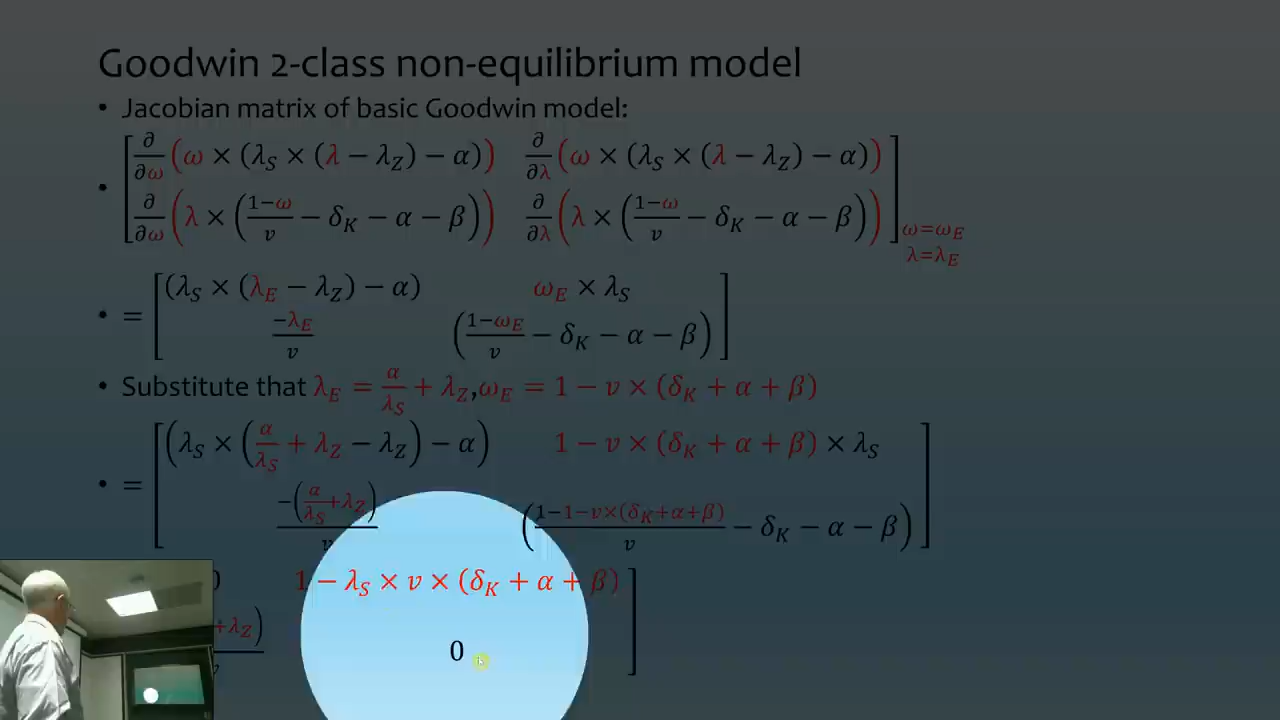 Goodwin 2-class non-equilibrium model
• Jacobian matrix of basic Goodwin model:
• [ ∂/∂ω (ω × (λ_S × (λ − λ_Z) − α)) ∂/∂λ (ω × (λ_S × (λ − λ_Z) − α))
∂/∂ω (λ × ((1−ω)/v − δ_K − α − β)) ∂/∂λ (λ × ((1−ω)/v − δ_K − α − β)) ] ω=ω_E
λ=λ_E
• = [ (λ_S × (λ_E − λ_Z) − α) ω_E × λ_S
−λ_E/v ((1−ω_E)/v − δ_K − α − β) ]
• Substitute that λ_E = α/λ_S + λ_Z, ω_E = 1 − v × (δ_K + α + β)
• = [ (λ_S × (α/λ_S + λ_Z − λ_Z) − α) 1 − v × (δ_K + α + β) × λ_S
−(α/λ_S + λ_Z)/v ((1−1−v×(δ_K+α+β))/v − δ_K − α − β) ]
0 1 − λ_S × v × (δ_K + α + β) ]
+λ_Z)/v 0